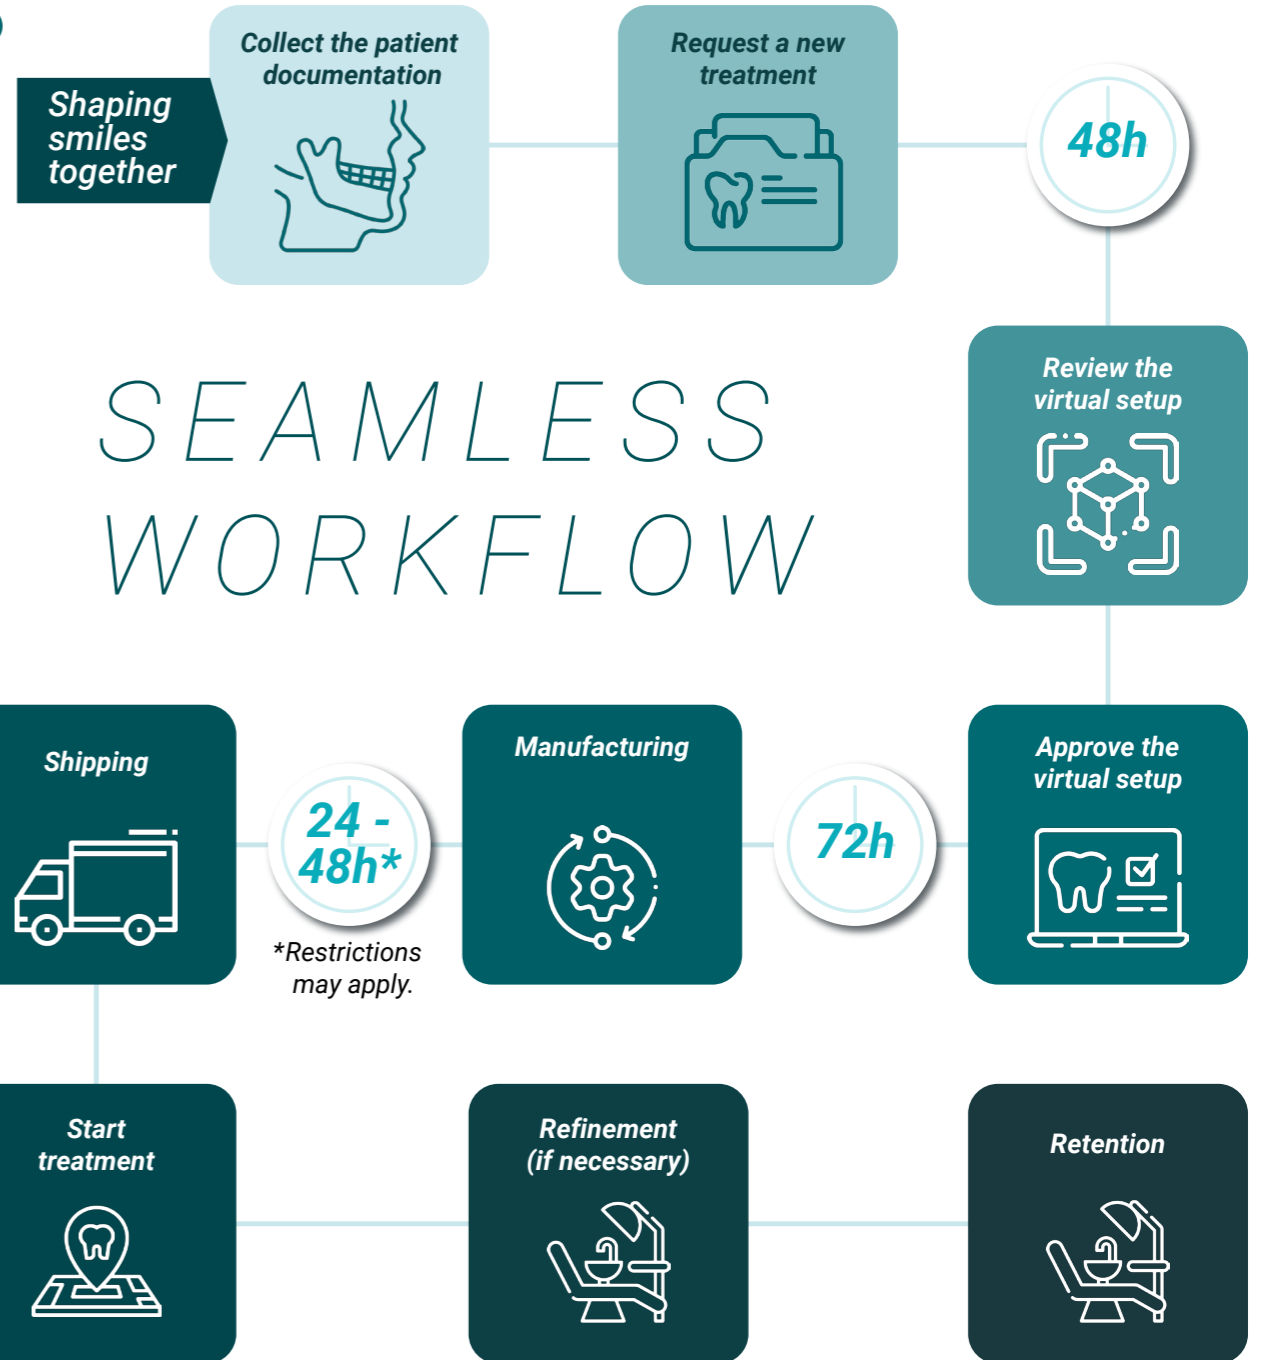 Shaping
smiles
together
Collect the patient
documentation
Request a new
treatment
48h
Review the
virtual setup
SEAMLESS
WORKFLOW
Approve the
virtual setup
72h
Manufacturing
24 -
48h*
*Restrictions
may apply.
Shipping
Start
treatment
Refinement
(if necessary)
Retention